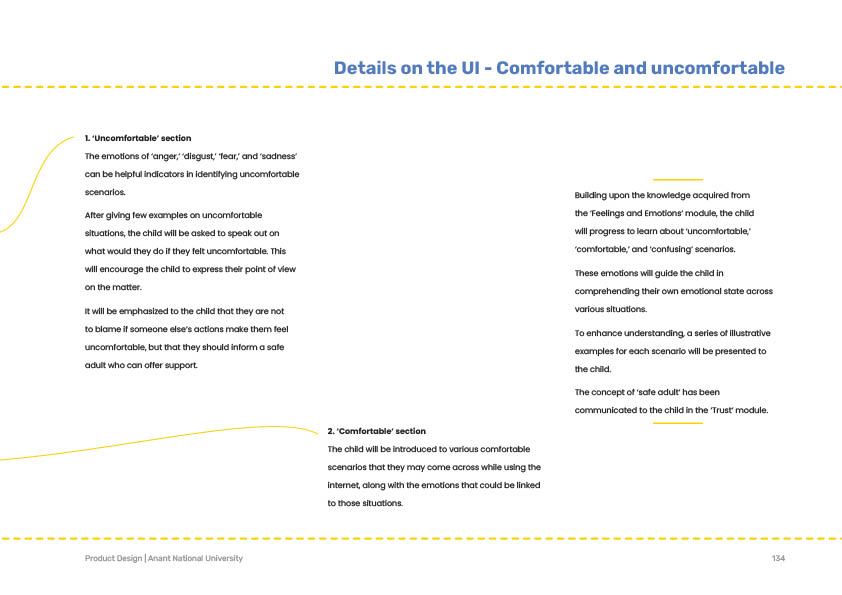 Details on the UI - Comfortable and uncomfortable
1. ‘Uncomfortable’ section
The emotions of ‘anger,’ ‘disgust,’ ‘fear,’ and ‘sadness’
can be helpful indicators in identifying uncomfortable
scenarios.
After giving few examples on uncomfortable
situations, the child will be asked to speak out on
what would they do if they felt uncomfortable. This
will encourage the child to express their point of view
on the matter.
It will be emphasized to the child that they are not
to blame if someone else’s actions make them feel
uncomfortable, but that they should inform a safe
adult who can offer support.
2. ‘Comfortable’ section
The child will be introduced to various comfortable
scenarios that they may come across while using the
internet, along with the emotions that could be linked
to those situations.
Building upon the knowledge acquired from
the ‘Feelings and Emotions’ module, the child
will progress to learn about ‘uncomfortable,’
‘comfortable,’ and ‘confusing’ scenarios.
These emotions will guide the child in
comprehending their own emotional state across
various situations.
To enhance understanding, a series of illustrative
examples for each scenario will be presented to
the child.
The concept of ‘safe adult’ has been
communicated to the child in the ‘Trust’ module.
Product Design | Anant National University
134